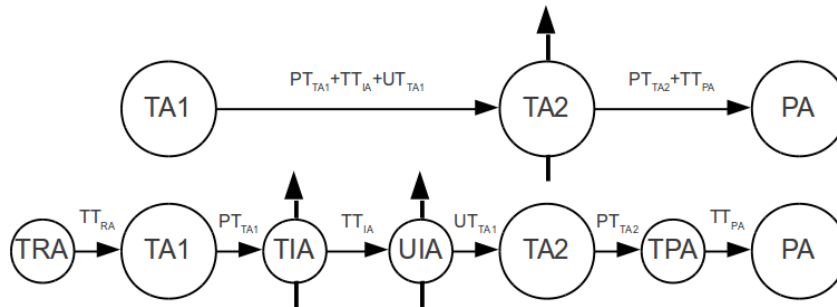 PT_TA1+TT_IA+UT_TA1 PT_TA2+TT_PA
TA1 TA2 PA
TT_RA PT_TA1 TT_IA UT_TA1 PT_TA2 TT_PA
TRA TA1 TIA UIA TA2 TPA PA